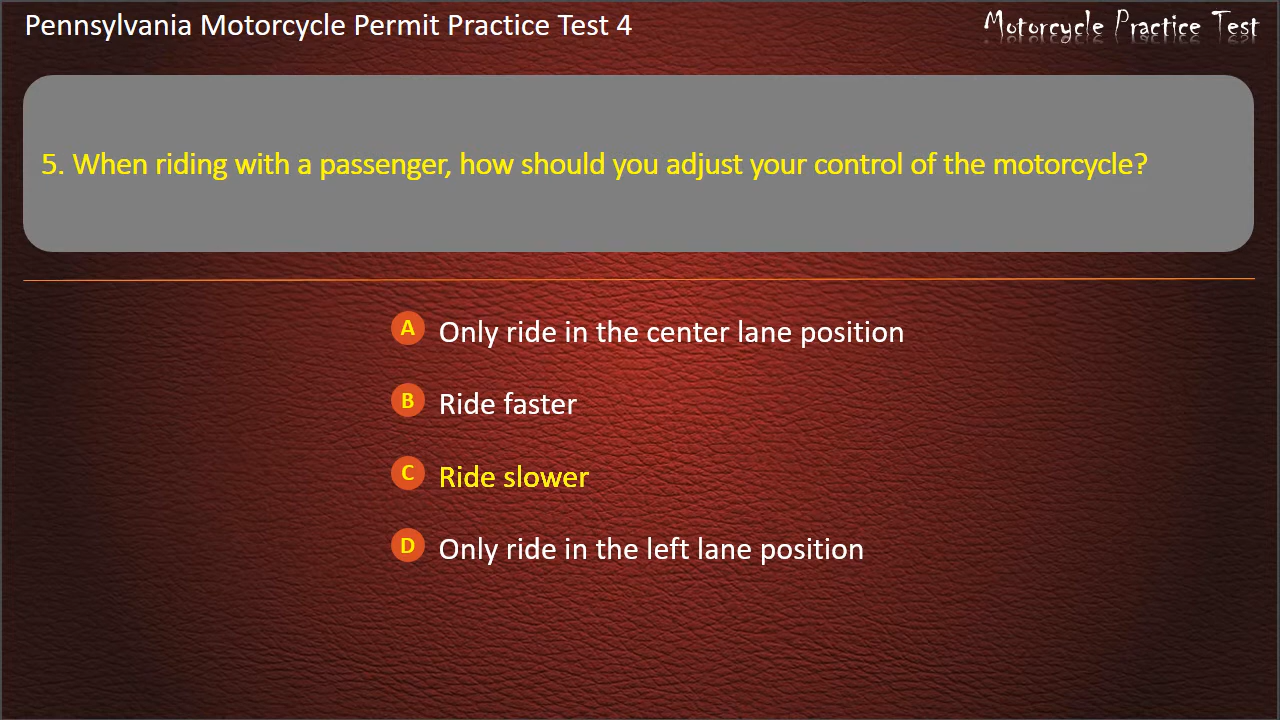 Pennsylvania Motorcycle Permit Practice Test 4
Motorcycle Practice Test
5. When riding with a passenger, how should you adjust your control of the motorcycle?
A Only ride in the center lane position
B Ride faster
C Ride slower
D Only ride in the left lane position